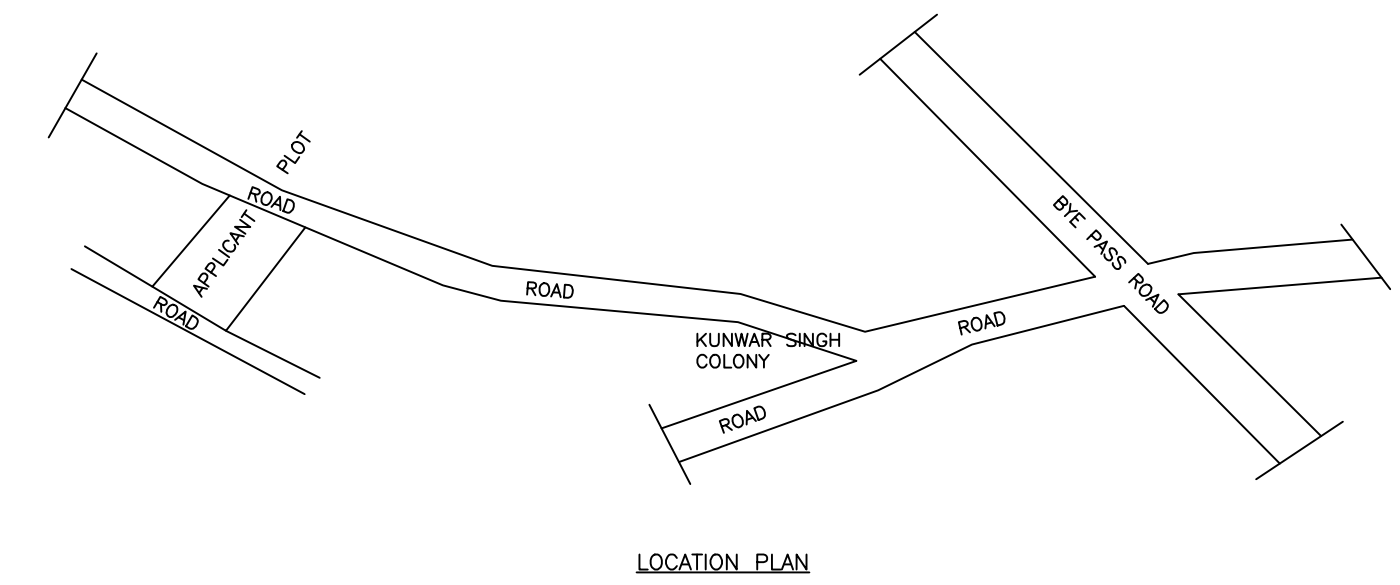 PLOT
ROAD
APPLICANT
ROAD
BYE PASS ROAD
ROAD
ROAD
KUNWAR SINGH
COLONY
ROAD
LOCATION PLAN